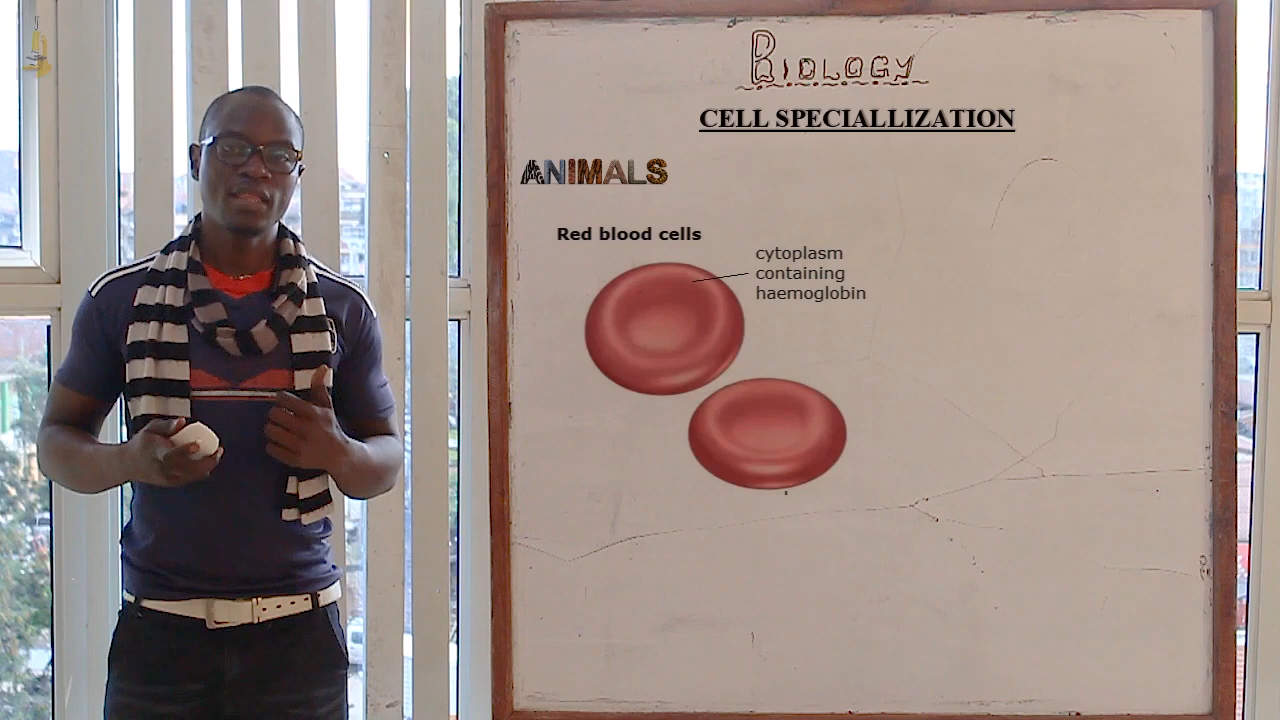 BIOLOGY
CELL SPECIALLIZATION
ANIMALS
Red blood cells
cytoplasm
containing
haemoglobin